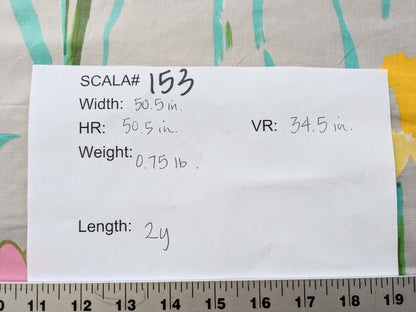 SCALA# 153
Width: 50.5 in.
HR: 50.5 in. VR: 34.5 in.
Weight: 0.75 lb.
Length: 2y
10 11 12 13 14 15 16 17 18 19